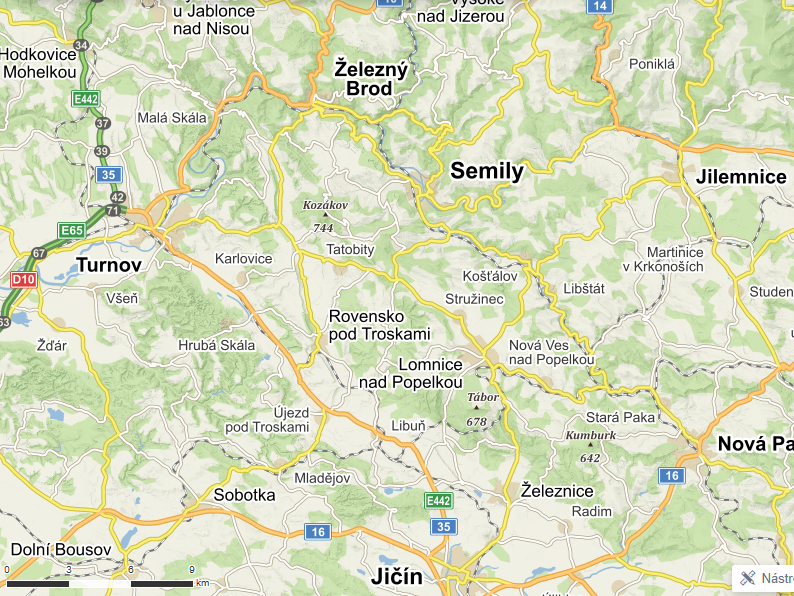 u Jablonce
nad Nisou
Vysoké
nad Jizerou
10
14
34
Hodkovice
Mohelkou
Železný
Brod
Poniklá
E442
Malá Skála
37
39
35
Semily
Jilemnice
42
71
Kozákov
744
E65
67
Tatobity
Karlovice
Turnov
Martinice
v Krkonoších
D10
Košťálov
Libštát
Všeň
Stružinec
Studen
63
Rovensko
pod Troskami
Žďár
Hrubá Skála
Nová Ves
nad Popelkou
Lomnice
nad Popelkou
Tábor
678
Újezd
pod Troskami
Libuň
Stará Paka
Kumburk
642
Nová Pa
Mladějov
16
Sobotka
E442
Železnice
Radim
35
16
Dolní Bousov
Jičín
0 3 6 9
km
Nástro